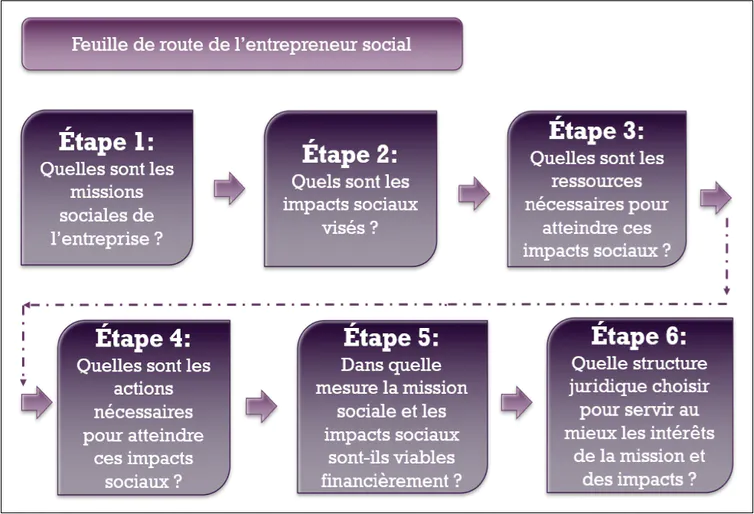 Feuille de route de l’entrepreneur social
Étape 1:
Quelles sont les
missions
sociales de
l’entreprise ?
Étape 2:
Quels sont les
impacts sociaux
visés ?
Étape 3:
Quelles sont les
ressources
nécessaires pour
atteindre ces
impacts sociaux ?
Étape 4:
Quelles sont les
actions
nécessaires
pour atteindre
ces impacts
sociaux ?
Étape 5:
Dans quelle
mesure la mission
sociale et les
impacts sociaux
sont-ils viables
financièrement ?
Étape 6:
Quelle structure
juridique choisir
pour servir au
mieux les intérêts
de la mission et
des impacts ?